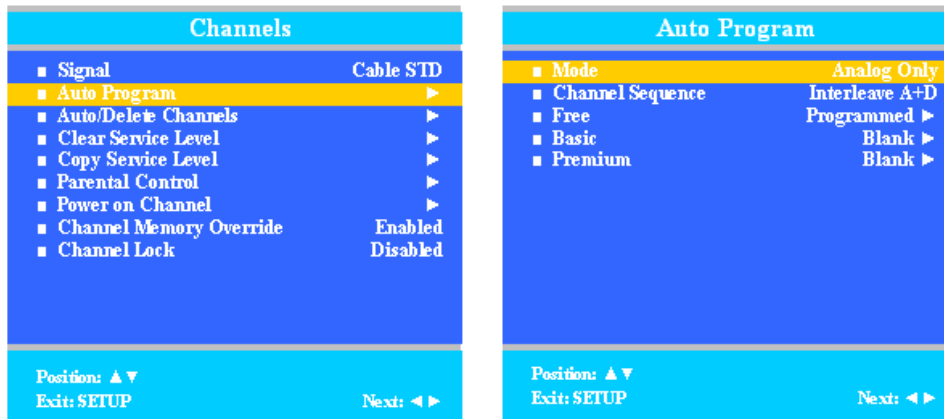 Channels
Signal Cable STD
Auto Program ▶
Auto/Delete Channels ▶
Clear Service Level ▶
Copy Service Level ▶
Parental Control ▶
Power on Channel ▶
Channel Memory Override Enabled
Channel Lock Disabled
Position: ▲▼
Exit: SETUP Next: ◀ ▶
Auto Program
Mode Analog Only
Channel Sequence Interleave A+D
Free Programmed ▶
Basic Blank ▶
Premium Blank ▶
Position: ▲▼
Exit: SETUP Next: ◀ ▶